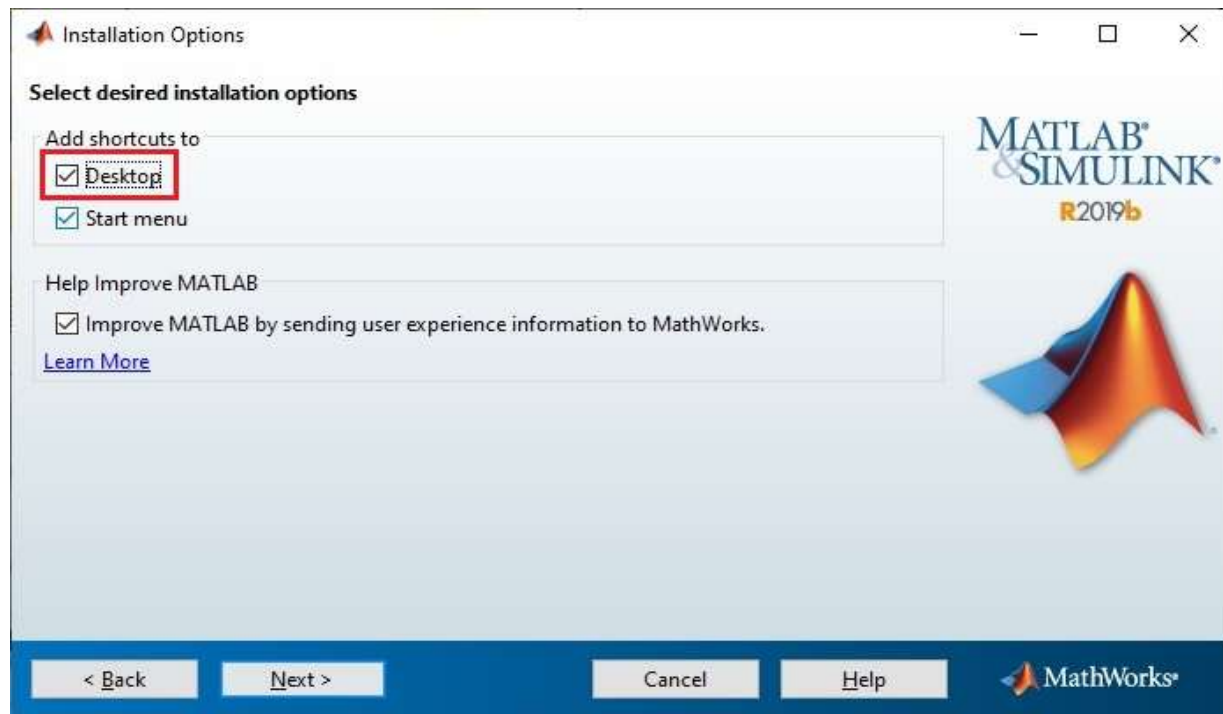 Installation Options
Select desired installation options
Add shortcuts to
Desktop
Start menu
Help Improve MATLAB
Improve MATLAB by sending user experience information to MathWorks.
Learn More
MATLAB®
&SIMULINK®
R2019b
< Back
Next >
Cancel
Help
MathWorks®